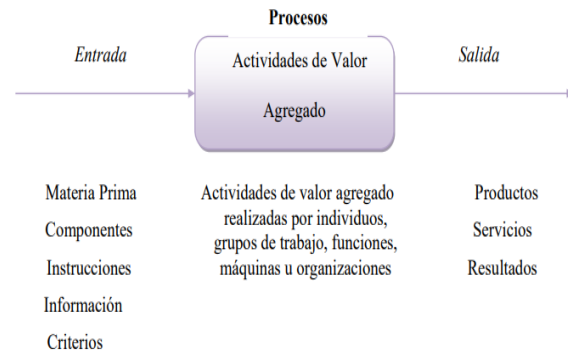 Procesos
Entrada
Actividades de Valor
Agregado
Salida
Materia Prima
Componentes
Instrucciones
Información
Criterios
Actividades de valor agregado
realizadas por individuos,
grupos de trabajo, funciones,
máquinas u organizaciones
Productos
Servicios
Resultados